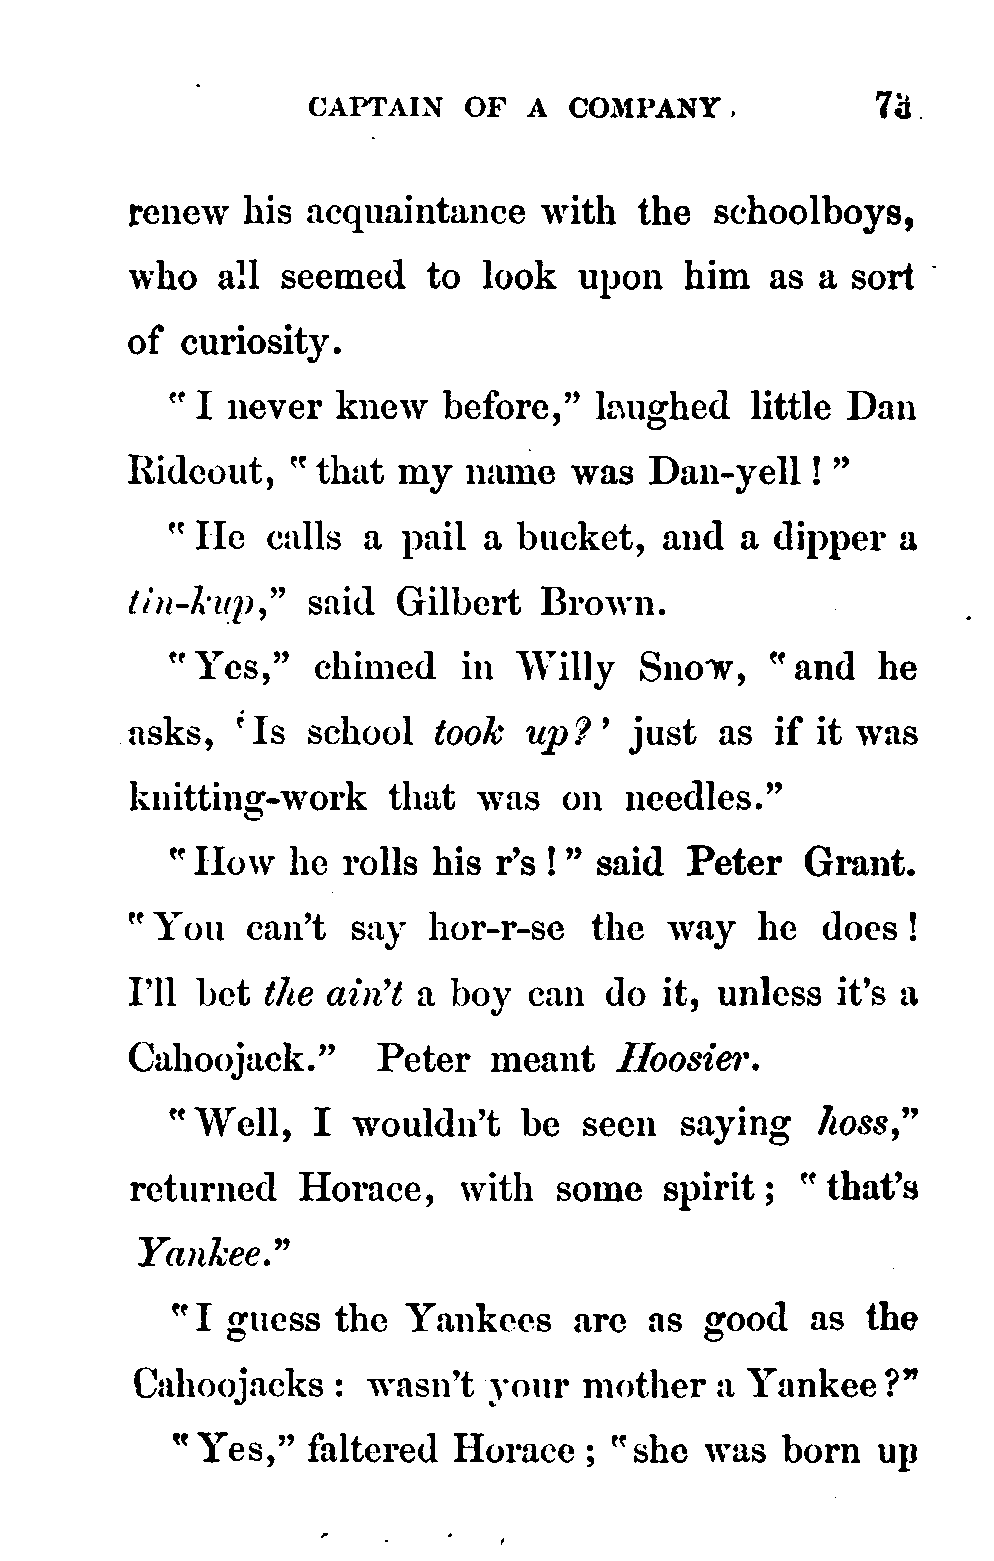 CAPTAIN OF A COMPANY.
renew his acquaintance with the schoolboys,
who all seemed to look upon him as a sort
of curiosity.
"I never knew before," laughed little Dan
Rideout, "that my name was Dan-yell!"
"He calls a pail a bucket, and a dipper a
tin-kup," said Gilbert Brown.
"Yes," chimed in Willy Snow, "and he
asks, 'Is school took up?' just as if it was
knitting-work that was on needles."
"How he rolls his r's!" said Peter Grant.
"You can't say hor-r-se the way he does!
I'll bet the ain't a boy can do it, unless it's a
Cahoojack." Peter meant Hoosier.
"Well, I wouldn't be seen saying hoss,"
returned Horace, with some spirit; "that's
Yankee."
"I guess the Yankees are as good as the
Cahoojacks: wasn't your mother a Yankee?"
"Yes," faltered Horace; "she was born up